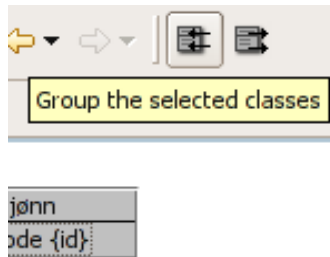 Group the selected classes
jønn
ode {id}